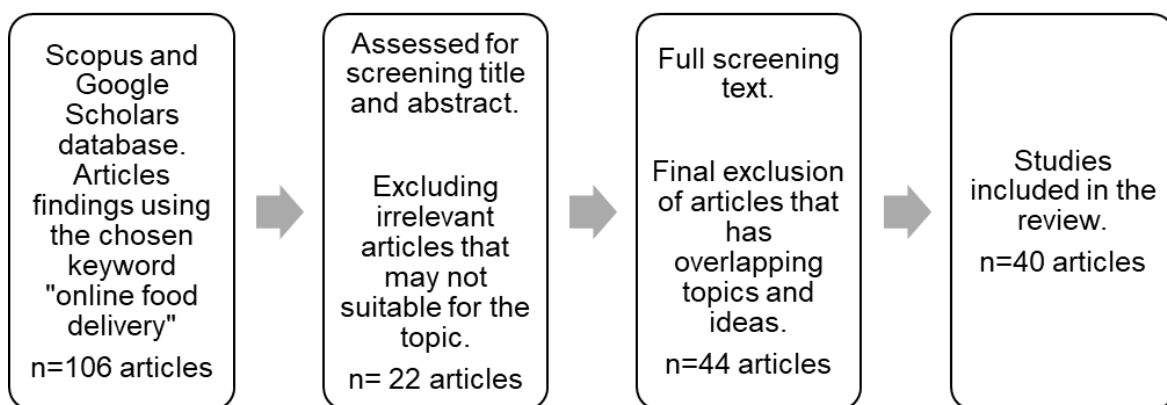 Scopus and
Google
Scholars
database.
Articles
findings using
the chosen
keyword
"online food
delivery"
n=106 articles
Assessed for
screening title
and abstract.
Excluding
irrelevant
articles that
may not
suitable for the
topic.
n= 22 articles
Full screening
text.
Final exclusion
of articles that
has
overlapping
topics and
ideas.
n=44 articles
Studies
included in the
review.
n=40 articles